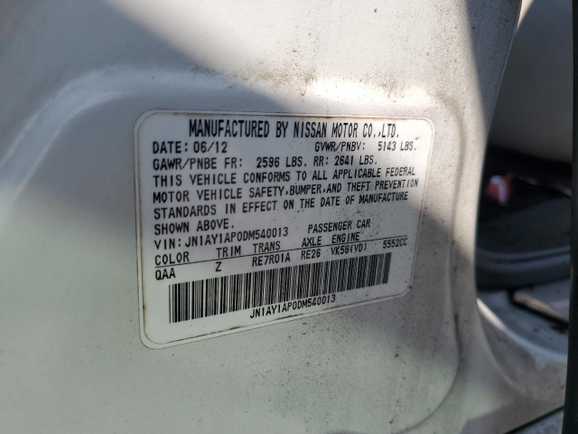 MANUFACTURED BY NISSAN MOTOR CO.,LTD.
DATE: 06/12 GVWR/PNBV: 5143 LBS.
GAWR/PNBE FR: 2596 LBS. RR: 2641 LBS.
THIS VEHICLE CONFORMS TO ALL APPLICABLE FEDERAL
MOTOR VEHICLE SAFETY,BUMPER,AND THEFT PREVENTION
STANDARDS IN EFFECT ON THE DATE OF MANUFACTURE
SHOWN ABOVE.
VIN: JN1AY1AP0DM540013 PASSENGER CAR
COLOR TRIM TRANS AXLE ENGINE
QAA Z RE7R01A RE26 VK56(VD) 5552CC
JN1AY1AP0DM540013